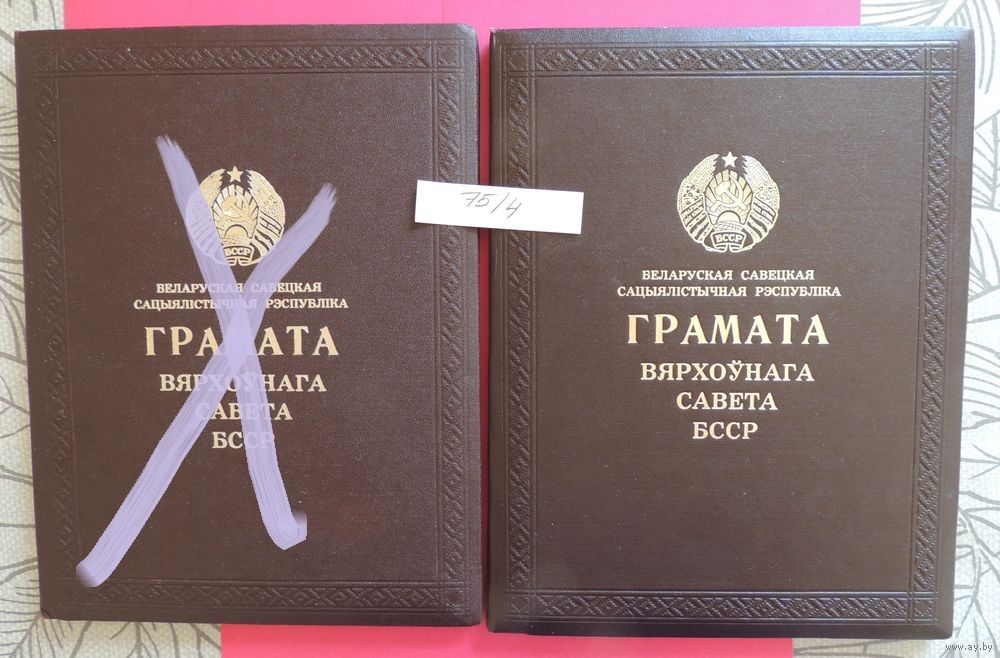 75/4
БССР
БЕЛАРУСКАЯ САВЕЦКАЯ
САЦЫЯЛІСТЫЧНАЯ РЭСПУБЛІКА
ГРАМАТА
ВЯРХОЎНАГА
САВЕТА
БССР
БССР
БЕЛАРУСКАЯ САВЕЦКАЯ
САЦЫЯЛІСТЫЧНАЯ РЭСПУБЛІКА
ГРАМАТА
ВЯРХОЎНАГА
САВЕТА
БССР
www.ay.by